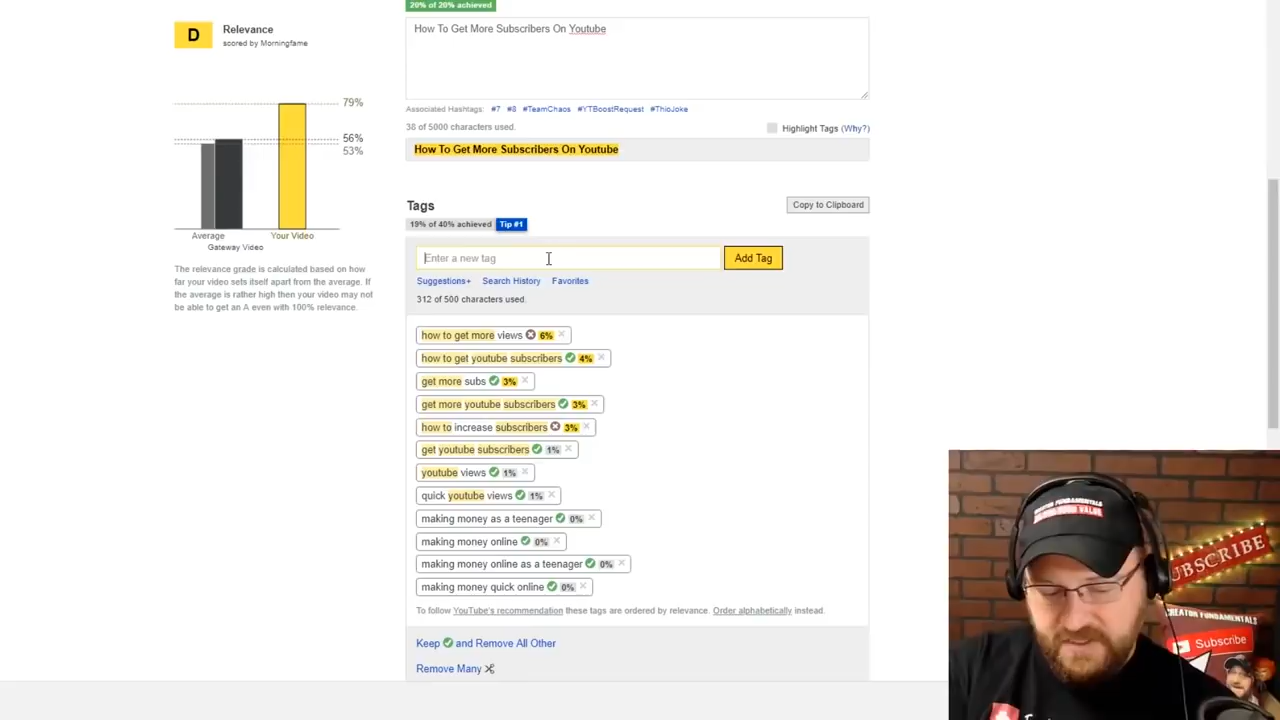 20% of 20% achieved
D
Relevance
scored by Morningfame
How To Get More Subscribers On Youtube
79%
56%
53%
Average
Your Video
Gateway Video
The relevance grade is calculated based on how
far your video sets itself apart from the average. If
the average is rather high then your video may not
be able to get an A even with 100% relevance.
Associated Hashtags: #7 #8 #TeamChaos #YTBoostRequest #ThioJoke
38 of 5000 characters used.
Highlight Tags (Why?)
How To Get More Subscribers On Youtube
Tags
Copy to Clipboard
19% of 40% achieved Tip #1
Enter a new tag
Add Tag
Suggestions+ Search History Favorites
312 of 500 characters used.
how to get more views 6%
how to get youtube subscribers 4%
get more subs 3%
get more youtube subscribers 3%
how to increase subscribers 3%
get youtube subscribers 1%
youtube views 1%
quick youtube views 1%
making money as a teenager 0%
making money online 0%
making money online as a teenager 0%
making money quick online 0%
To follow YouTube's recommendation these tags are ordered by relevance. Order alphabetically instead.
Keep and Remove All Other
Remove Many
CREATOR FUNDAMENTALS
UBSCRIBE
CREATOR FUNDAMENTALS
Subscribe